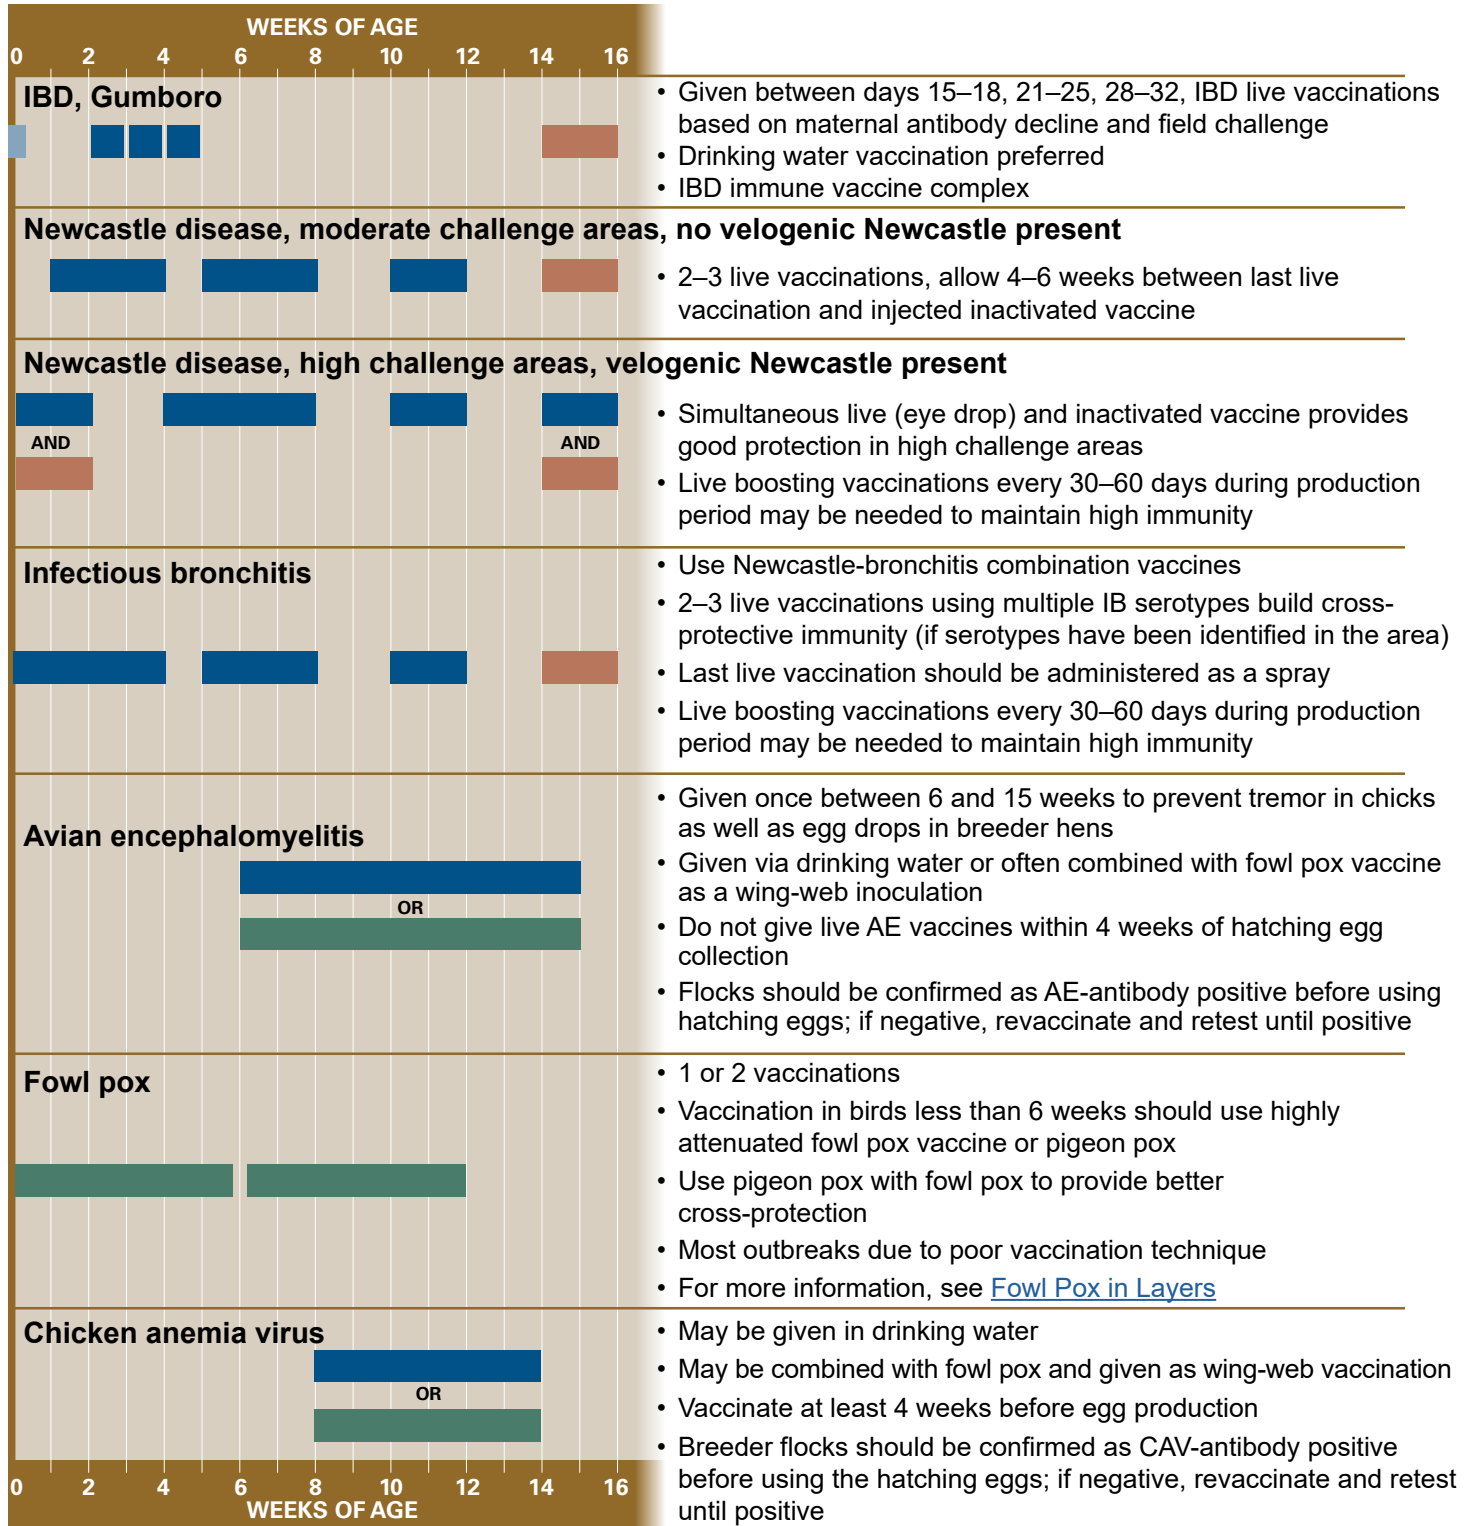 WEEKS OF AGE
0 2 4 6 8 10 12 14 16
IBD, Gumboro
• Given between days 15–18, 21–25, 28–32, IBD live vaccinations
based on maternal antibody decline and field challenge
• Drinking water vaccination preferred
• IBD immune vaccine complex
Newcastle disease, moderate challenge areas, no velogenic Newcastle present
• 2–3 live vaccinations, allow 4–6 weeks between last live
vaccination and injected inactivated vaccine
Newcastle disease, high challenge areas, velogenic Newcastle present
AND AND
• Simultaneous live (eye drop) and inactivated vaccine provides
good protection in high challenge areas
• Live boosting vaccinations every 30–60 days during production
period may be needed to maintain high immunity
Infectious bronchitis
• Use Newcastle-bronchitis combination vaccines
• 2–3 live vaccinations using multiple IB serotypes build cross-
protective immunity (if serotypes have been identified in the area)
• Last live vaccination should be administered as a spray
• Live boosting vaccinations every 30–60 days during production
period may be needed to maintain high immunity
Avian encephalomyelitis
OR
• Given once between 6 and 15 weeks to prevent tremor in chicks
as well as egg drops in breeder hens
• Given via drinking water or often combined with fowl pox vaccine
as a wing-web inoculation
• Do not give live AE vaccines within 4 weeks of hatching egg
collection
• Flocks should be confirmed as AE-antibody positive before using
hatching eggs; if negative, revaccinate and retest until positive
Fowl pox
• 1 or 2 vaccinations
• Vaccination in birds less than 6 weeks should use highly
attenuated fowl pox vaccine or pigeon pox
• Use pigeon pox with fowl pox to provide better
cross-protection
• Most outbreaks due to poor vaccination technique
• For more information, see Fowl Pox in Layers
Chicken anemia virus
OR
• May be given in drinking water
• May be combined with fowl pox and given as wing-web vaccination
• Vaccinate at least 4 weeks before egg production
• Breeder flocks should be confirmed as CAV-antibody positive
before using the hatching eggs; if negative, revaccinate and retest
until positive
0 2 4 6 8 10 12 14 16
WEEKS OF AGE